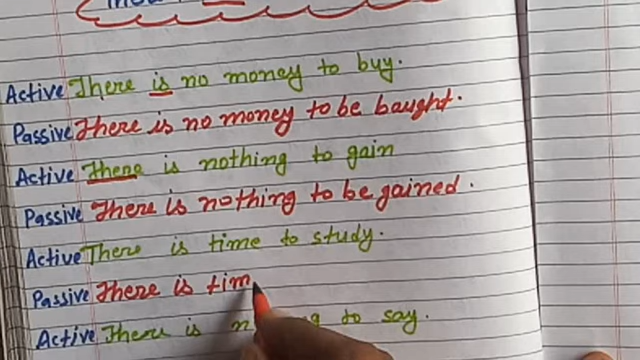 Active There is no money to buy.
Passive There is no money to be baught.
Active There is nothing to gain
Passive There is nothing to be gained.
Active There is time to study.
Passive There is tim
Active There is to say.